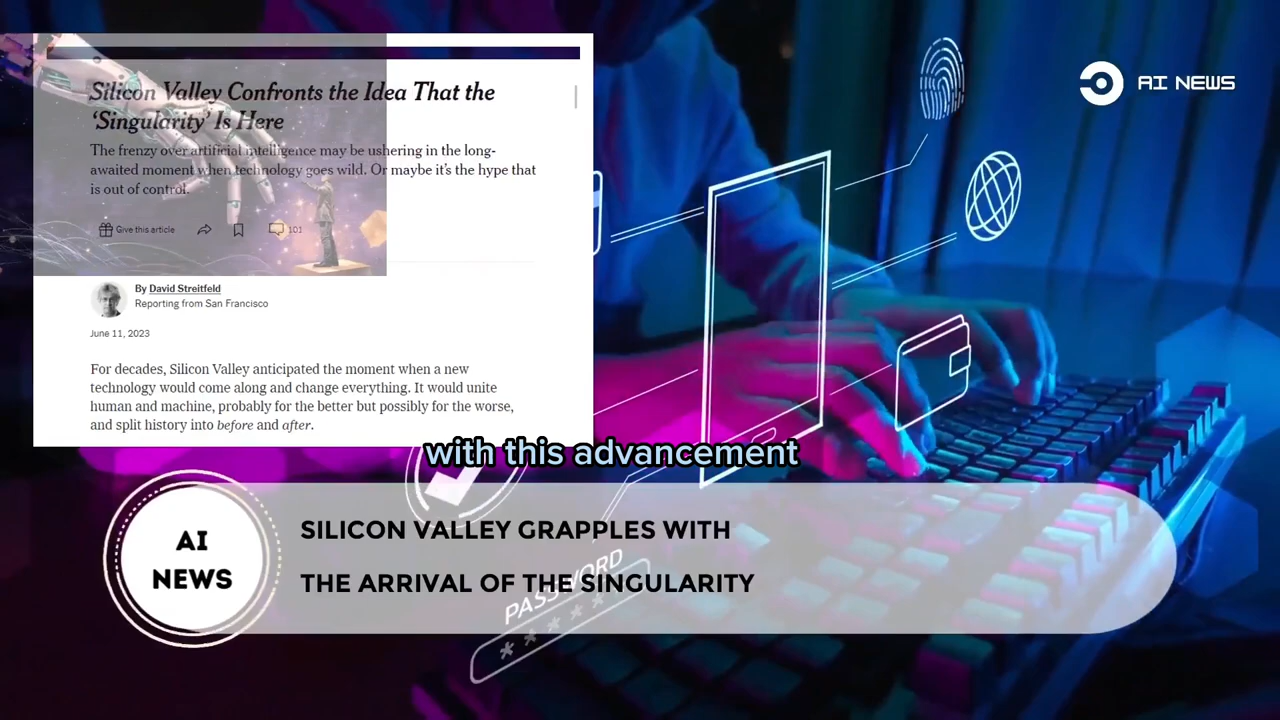 AI NEWS
Silicon Valley Confronts the Idea That the
‘Singularity’ Is Here
The frenzy over artificial intelligence may be ushering in the long-
awaited moment when technology goes wild. Or maybe it’s the hype that
is out of control.
Give this article
101
By David Streitfeld
Reporting from San Francisco
June 11, 2023
For decades, Silicon Valley anticipated the moment when a new
technology would come along and change everything. It would unite
human and machine, probably for the better but possibly for the worse,
and split history into before and after.
with this advancement
AI
NEWS
SILICON VALLEY GRAPPLES WITH
THE ARRIVAL OF THE SINGULARITY
PASSWORD
*****